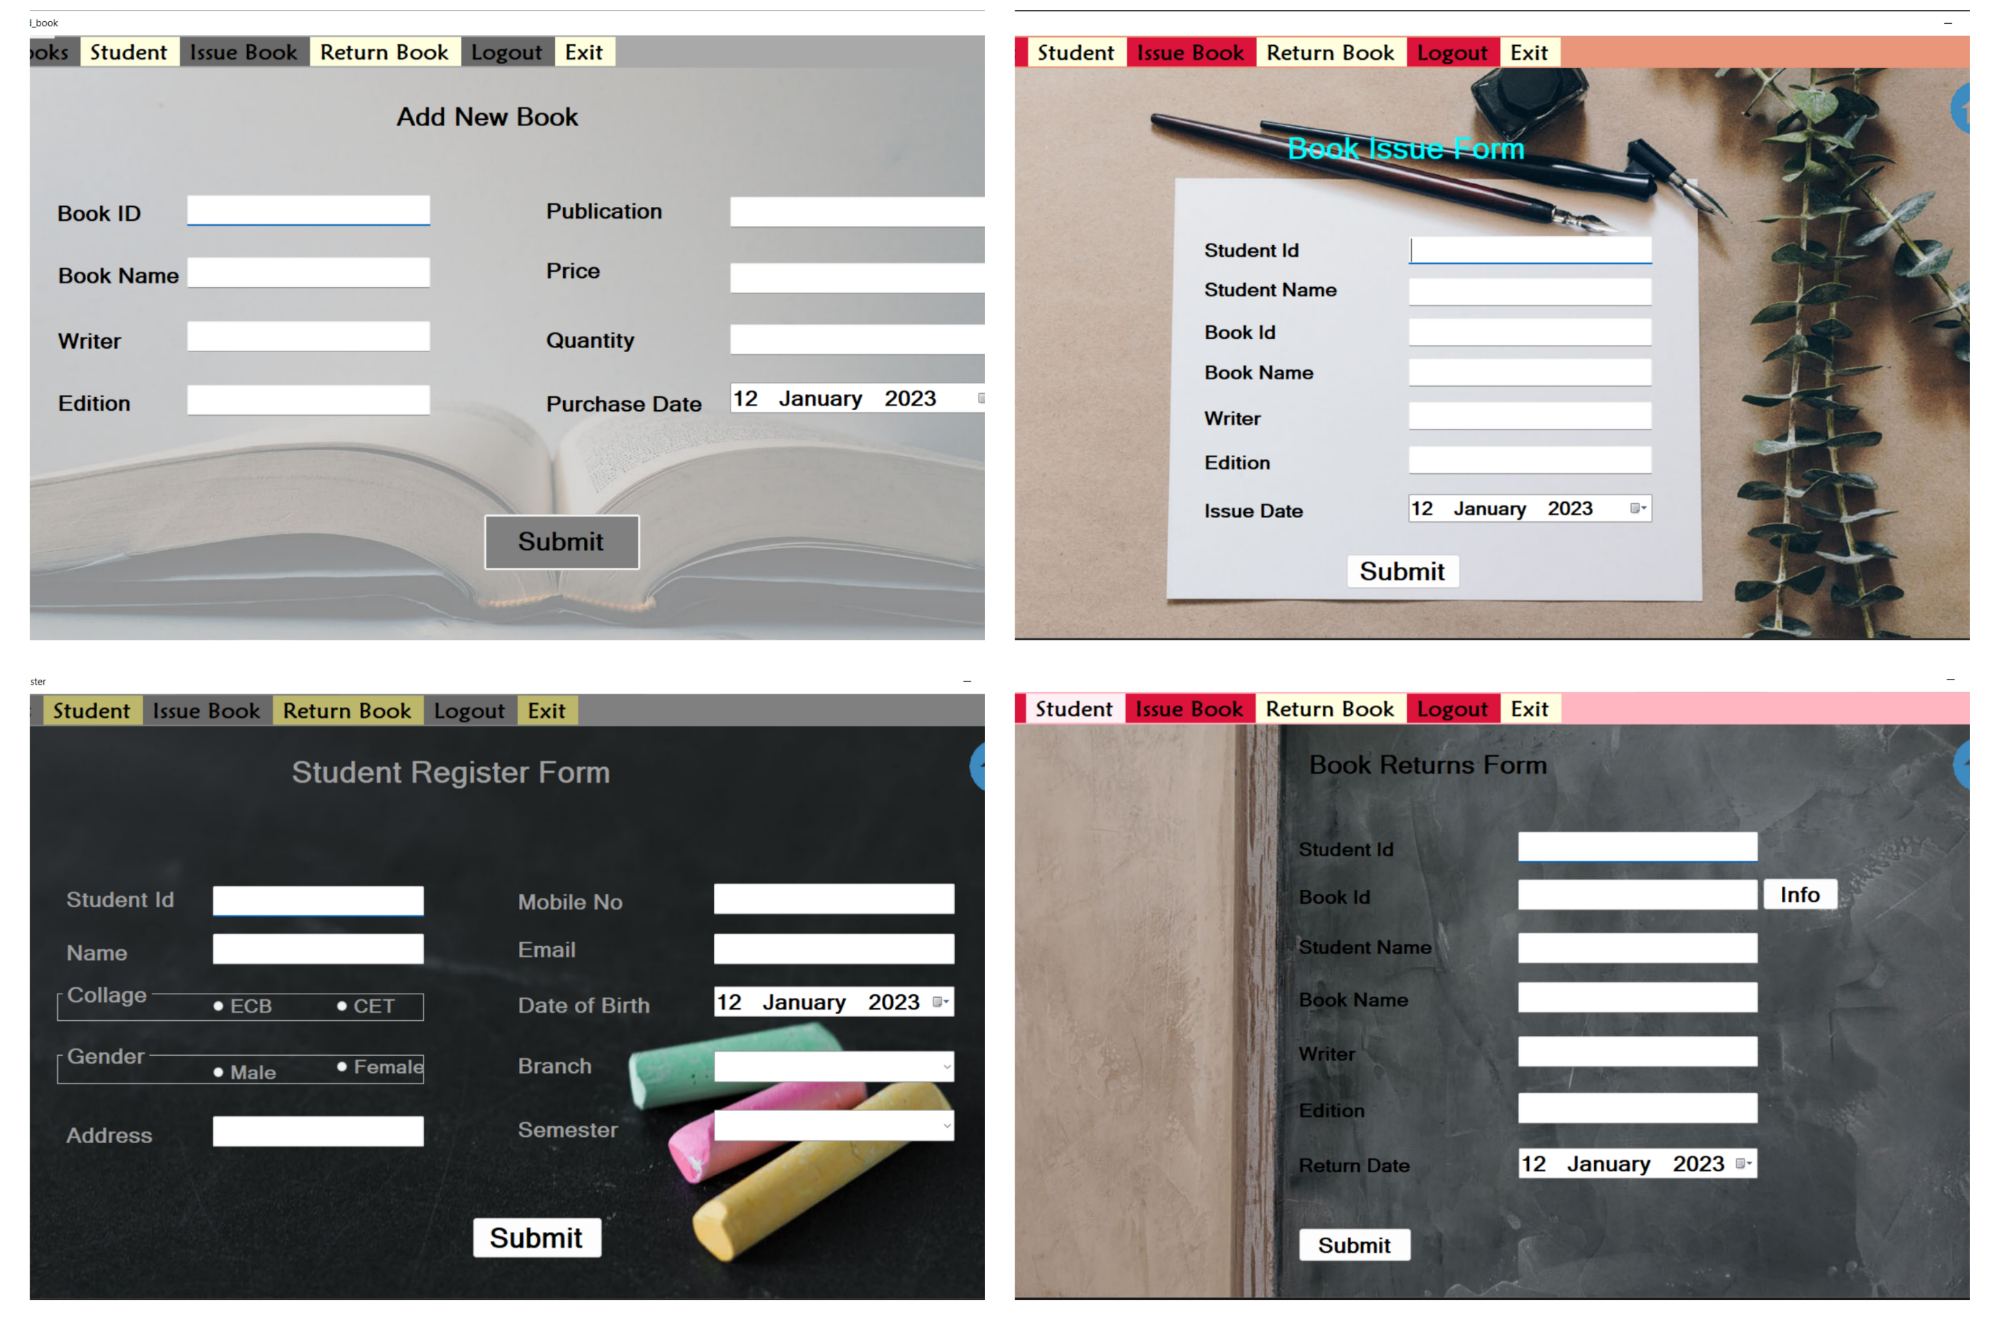 l_book
ooks Student Issue Book Return Book Logout Exit
Add New Book
Book ID
Publication
Book Name
Price
Writer
Quantity
Edition
Purchase Date 12 January 2023
Submit
Student Issue Book Return Book Logout Exit
Book Issue Form
Student Id
Student Name
Book Id
Book Name
Writer
Edition
Issue Date 12 January 2023
Submit
ster
Student Issue Book Return Book Logout Exit
Student Register Form
Student Id
Mobile No
Name
Email
Collage ECB CET
Date of Birth 12 January 2023
Gender Male Female
Branch
Address
Semester
Submit
Student Issue Book Return Book Logout Exit
Book Returns Form
Student Id
Book Id Info
Student Name
Book Name
Writer
Edition
Return Date 12 January 2023
Submit